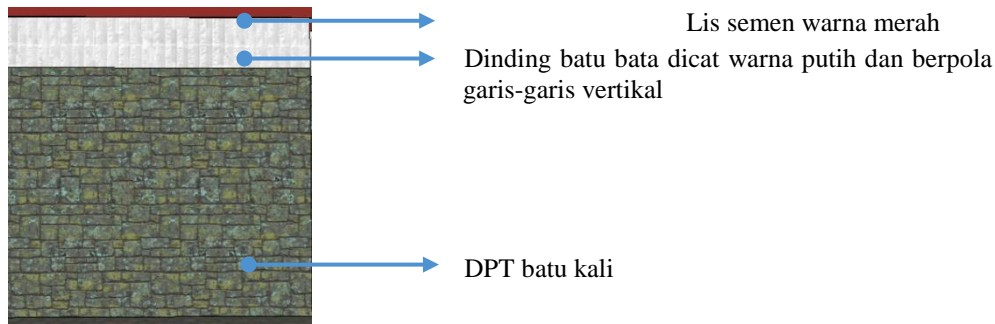 Lis semen warna merah
Dinding batu bata dicat warna putih dan berpola
garis-garis vertikal
DPT batu kali